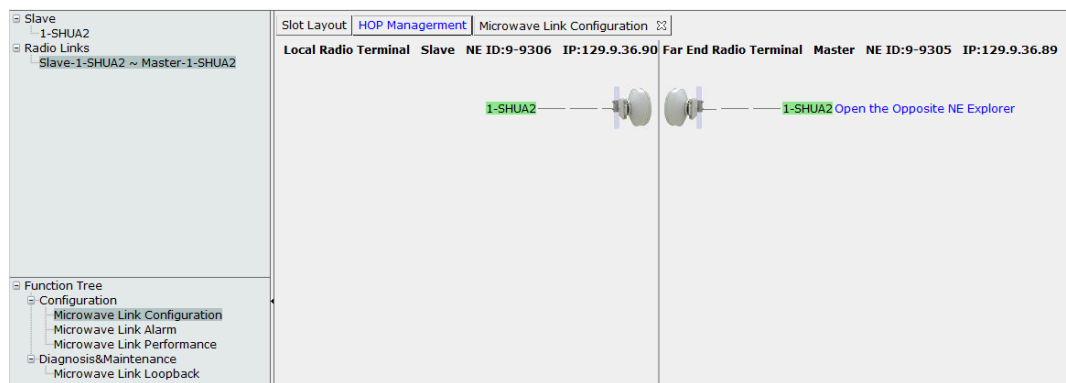 Slave
1-SHUA2
Radio Links
Slave-1-SHUA2 ~ Master-1-SHUA2
Slot Layout HOP Management Microwave Link Configuration
Local Radio Terminal Slave NE ID:9-9306 IP:129.9.36.90 Far End Radio Terminal Master NE ID:9-9305 IP:129.9.36.89
1-SHUA2 1-SHUA2 Open the Opposite NE Explorer
Function Tree
Configuration
Microwave Link Configuration
Microwave Link Alarm
Microwave Link Performance
Diagnosis&Maintenance
Microwave Link Loopback